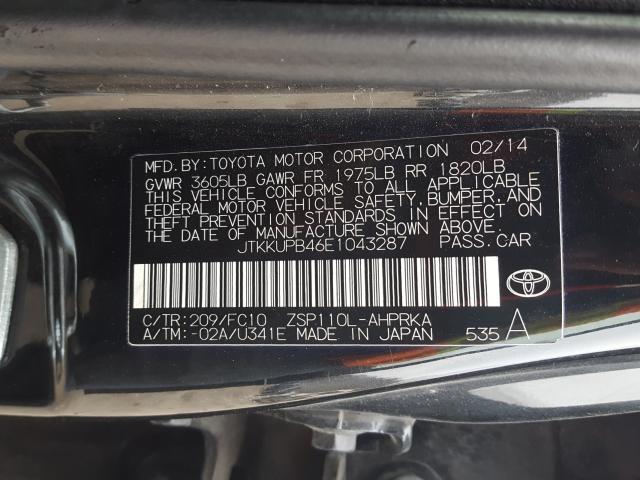 MFD. BY: TOYOTA MOTOR CORPORATION 02/14
GVWR 3605LB GAWR FR 1975LB RR 1820LB
THIS VEHICLE CONFORMS TO ALL APPLICABLE
FEDERAL MOTOR VEHICLE SAFETY, BUMPER, AND
THEFT PREVENTION STANDARDS IN EFFECT ON
THE DATE OF MANUFACTURE SHOWN ABOVE.
JTKKUPB46E1043287 PASS. CAR
C/TR: 209/FC10 ZSP110L-AHPRKA
A/TM: -02A/U341E MADE IN JAPAN 535 A